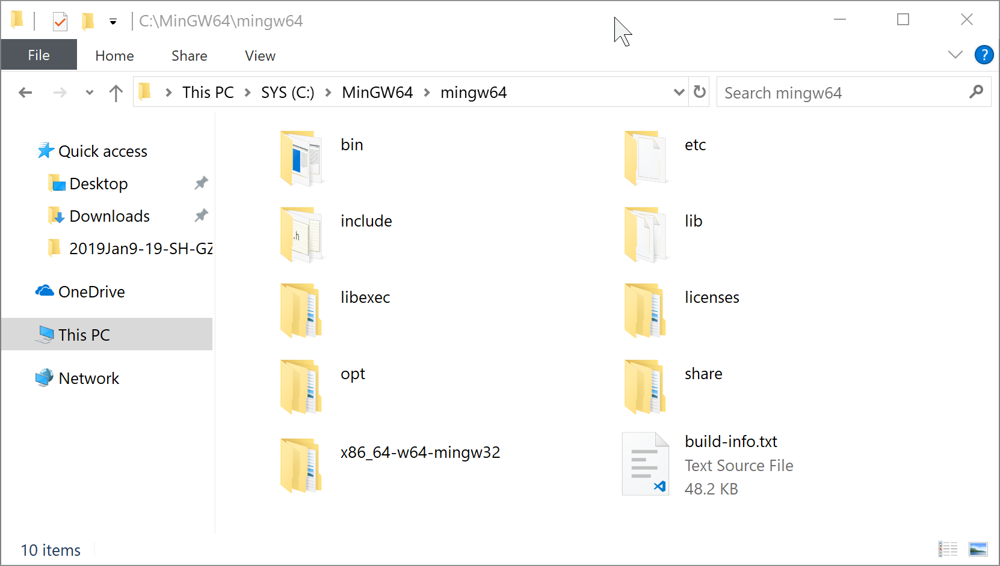 C:\MinGW64\mingw64
File Home Share View
?
This PC SYS (C:) MinGW64 mingw64
Search mingw64
Quick access
Desktop
Downloads
2019Jan9-19-SH-GZ
OneDrive
This PC
Network
bin
etc
include
.h
lib
libexec
licenses
opt
share
x86_64-w64-mingw32
build-info.txt
Text Source File
48.2 KB
10 items